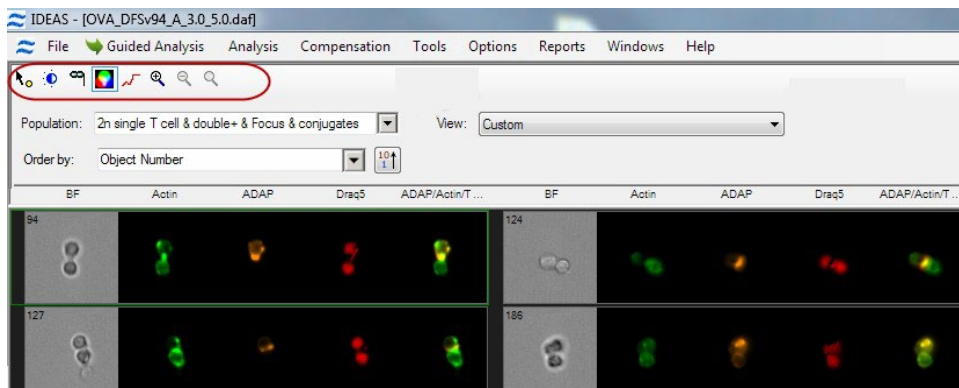 IDEAS - [OVA_DFSv94_A_3.0_5.0.daf]
File Guided Analysis Analysis Compensation Tools Options Reports Windows Help
Population: 2n single T cell & double+ & Focus & conjugates View: Custom
Order by: Object Number 10 1
BF Actin ADAP Draq5 ADAP/Actin/T... BF Actin ADAP Draq5 ADAP/Actin/T...
94 124
127 186